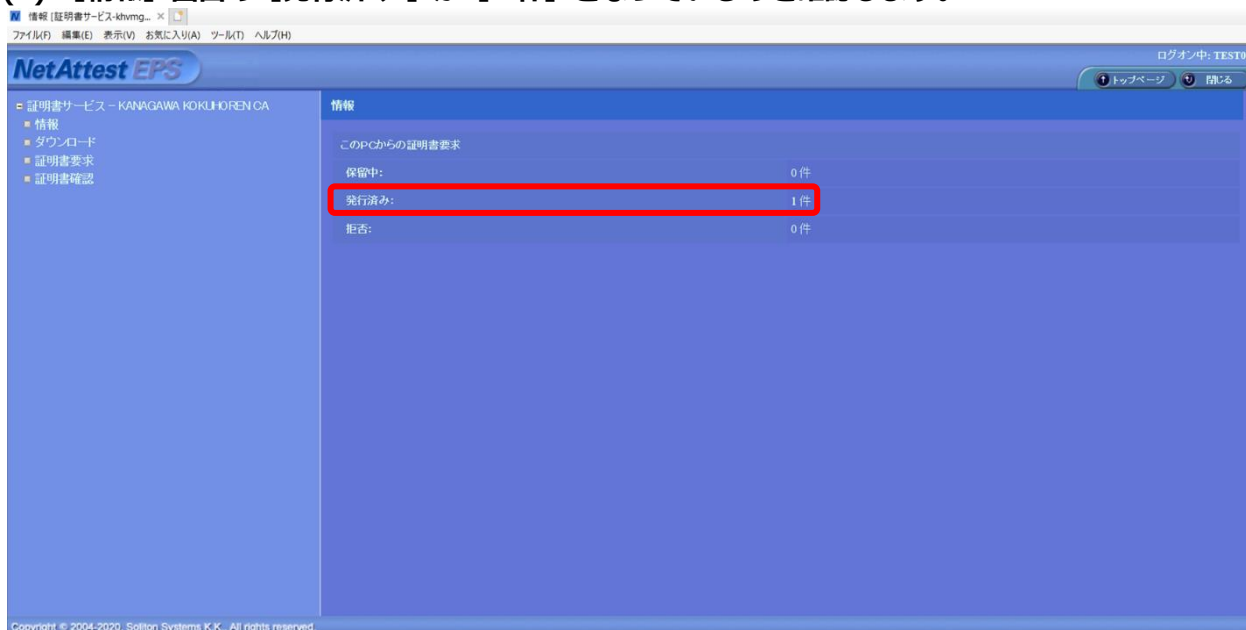 情報 [証明書サービス-khvmg...
ファイル(F) 編集(E) 表示(V) お気に入り(A) ツール(T) ヘルプ(H)
NetAttest EPS
ログオン中: TEST0
トップページ 閉じる
証明書サービス - KANAGAWA KOKUHOREN CA
情報
ダウンロード
証明書要求
証明書確認
情報
このPCからの証明書要求
保留中: 0 件
発行済み: 1 件
拒否: 0 件
Copyright © 2004-2020, Soliton Systems K.K., All rights reserved.